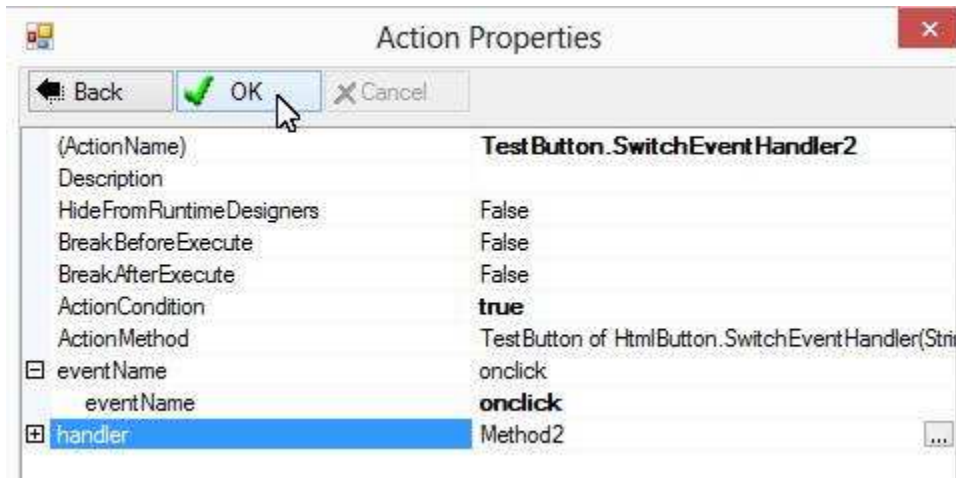 Action Properties
Back OK Cancel
(ActionName) TestButton.SwitchEventHandler2
Description
HideFromRuntimeDesigners False
BreakBeforeExecute False
BreakAfterExecute False
ActionCondition true
ActionMethod TestButton of HtmlButton.SwitchEventHandler(Stri
eventName onclick
eventName onclick
handler Method2 ...